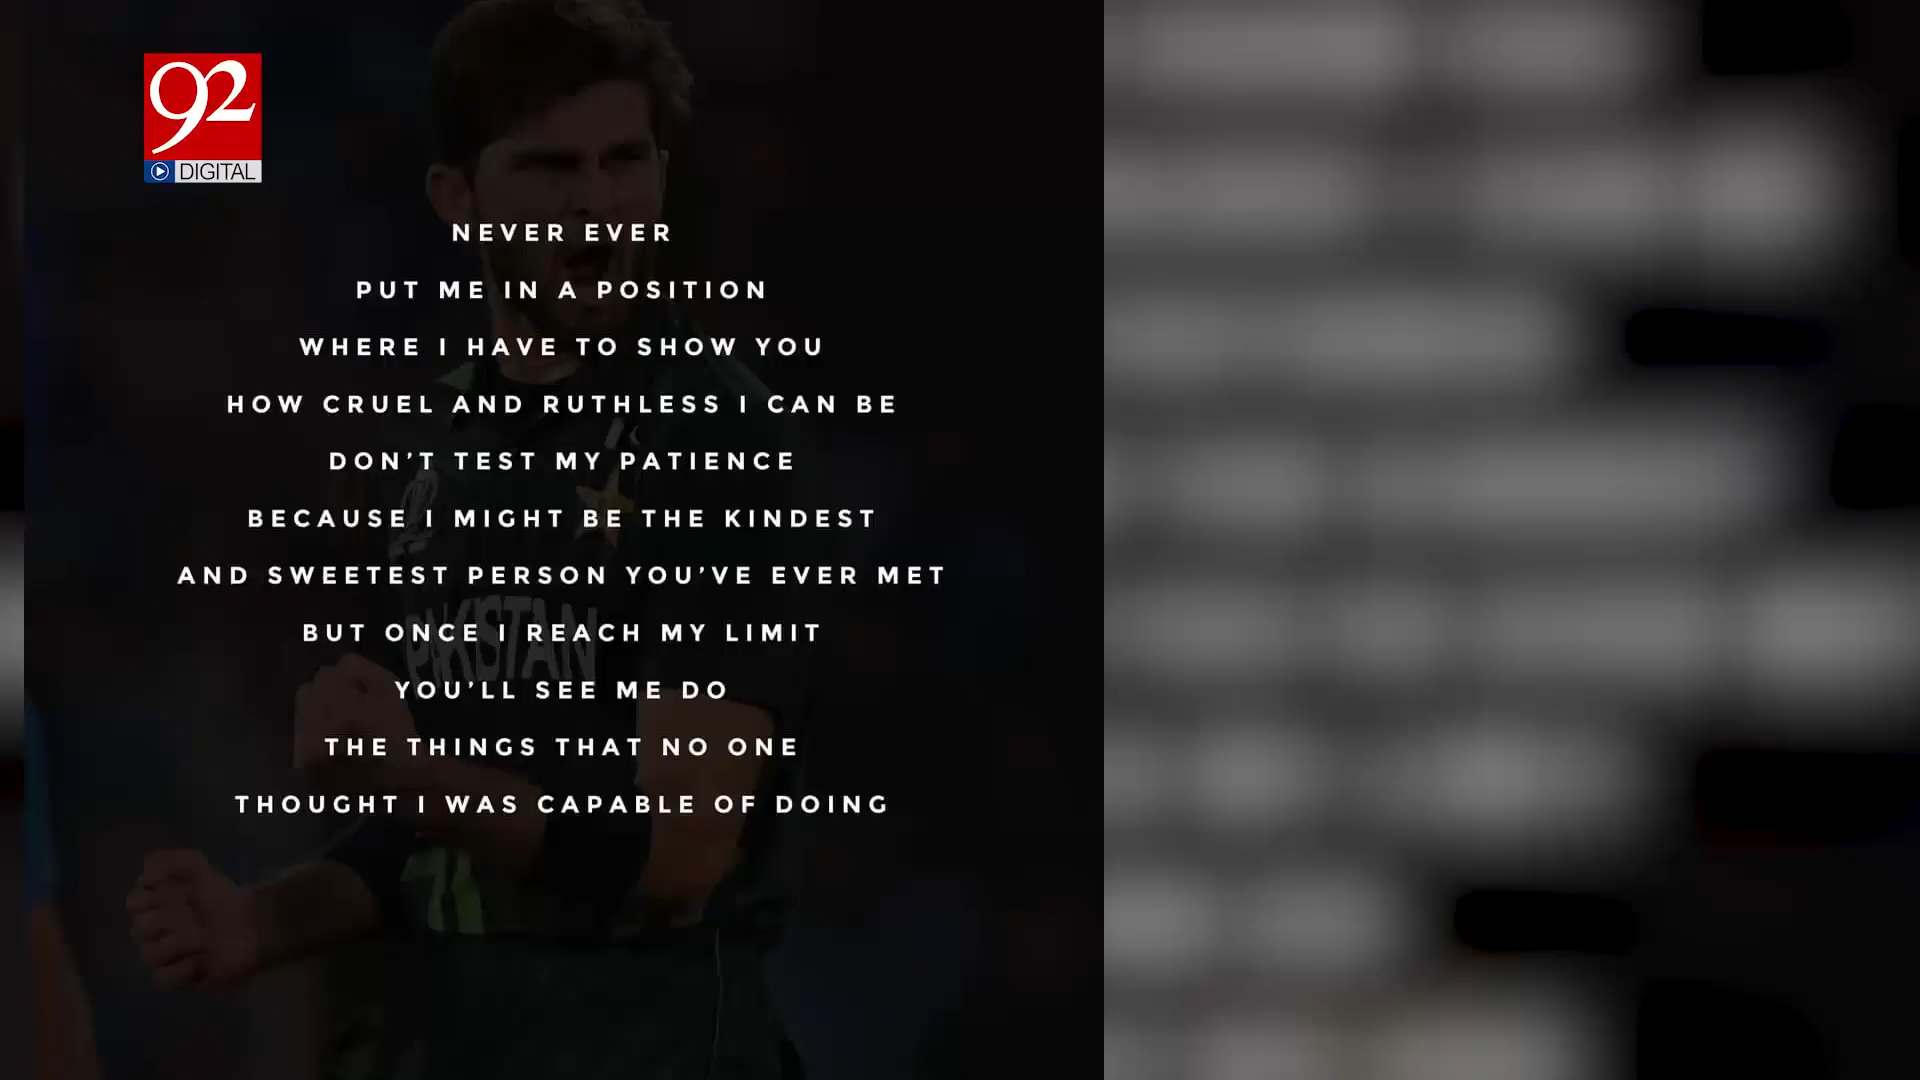 92
DIGITAL
NEVER EVER
PUT ME IN A POSITION
WHERE I HAVE TO SHOW YOU
HOW CRUEL AND RUTHLESS I CAN BE
DON’T TEST MY PATIENCE
BECAUSE I MIGHT BE THE KINDEST
AND SWEETEST PERSON YOU’VE EVER MET
BUT ONCE I REACH MY LIMIT
YOU’LL SEE ME DO
THE THINGS THAT NO ONE
THOUGHT I WAS CAPABLE OF DOING
PAKISTAN